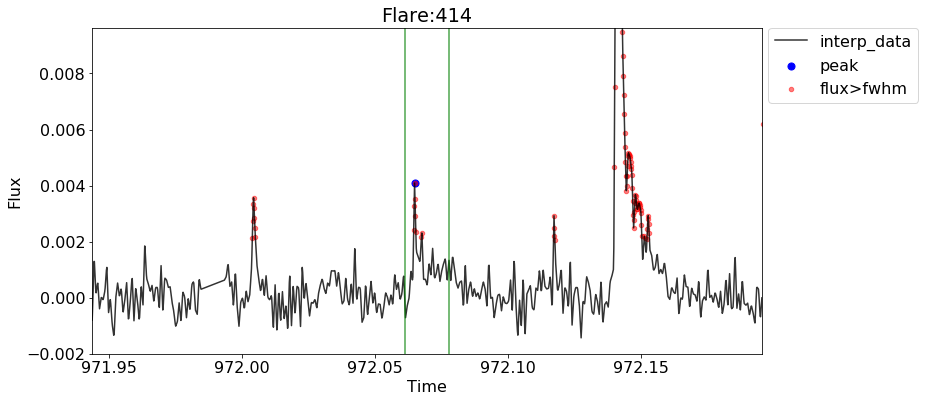 Flare:414
interp_data
peak
flux>fwhm
0.008
0.006
0.004
0.002
0.000
−0.002
Flux
971.95 972.00 972.05 972.10 972.15
Time